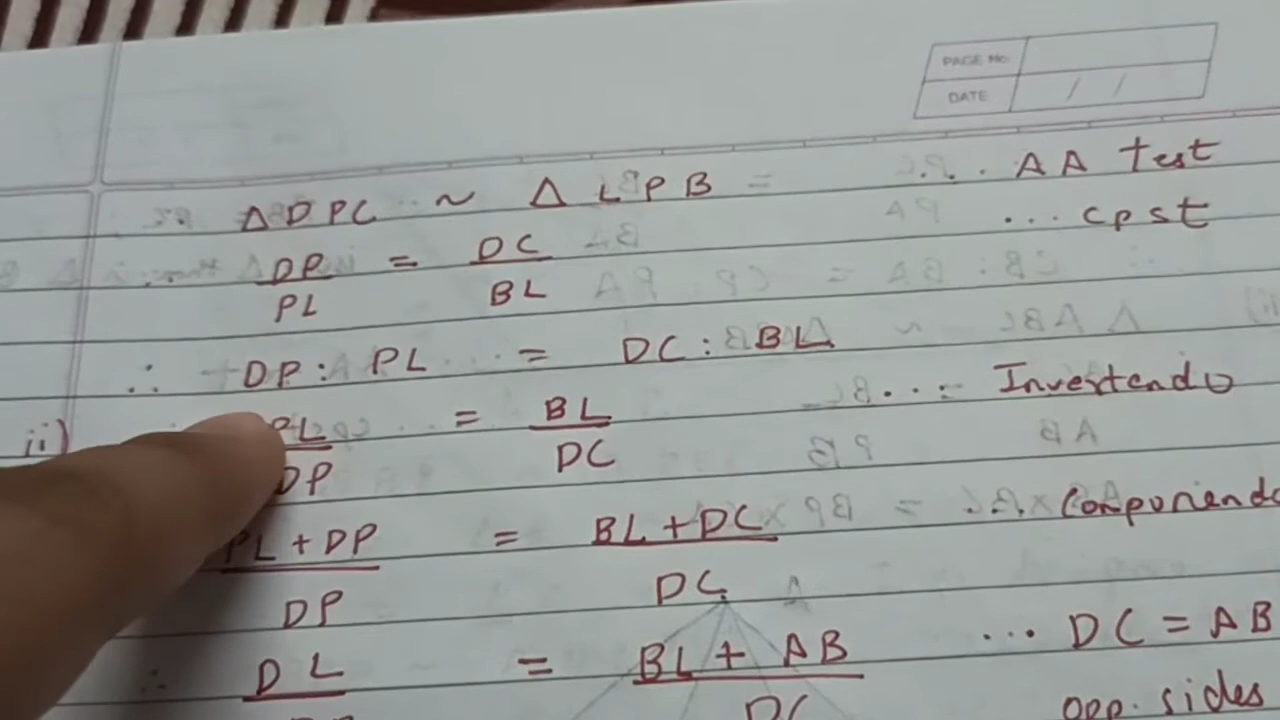 PAGE No.
DATE / /
Δ DPC ~ Δ LPB ... AA test
DP/PL = DC/BL ... cpst
∴ DP : PL = DC : BL ... Invertendo
ii) PL/DP = BL/DC
PL + DP / DP = BL + DC / DC ... Componendo
∴ DL = BL + AB / DC ... DC = AB
opp. sides